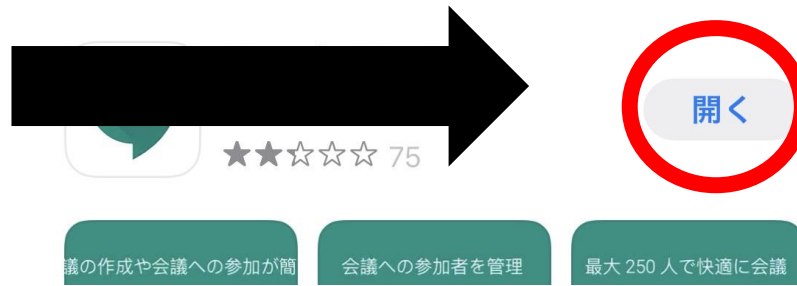 開く
★★☆☆☆ 75
議の作成や会議への参加が簡
会議への参加者を管理
最大 250 人で快適に会議